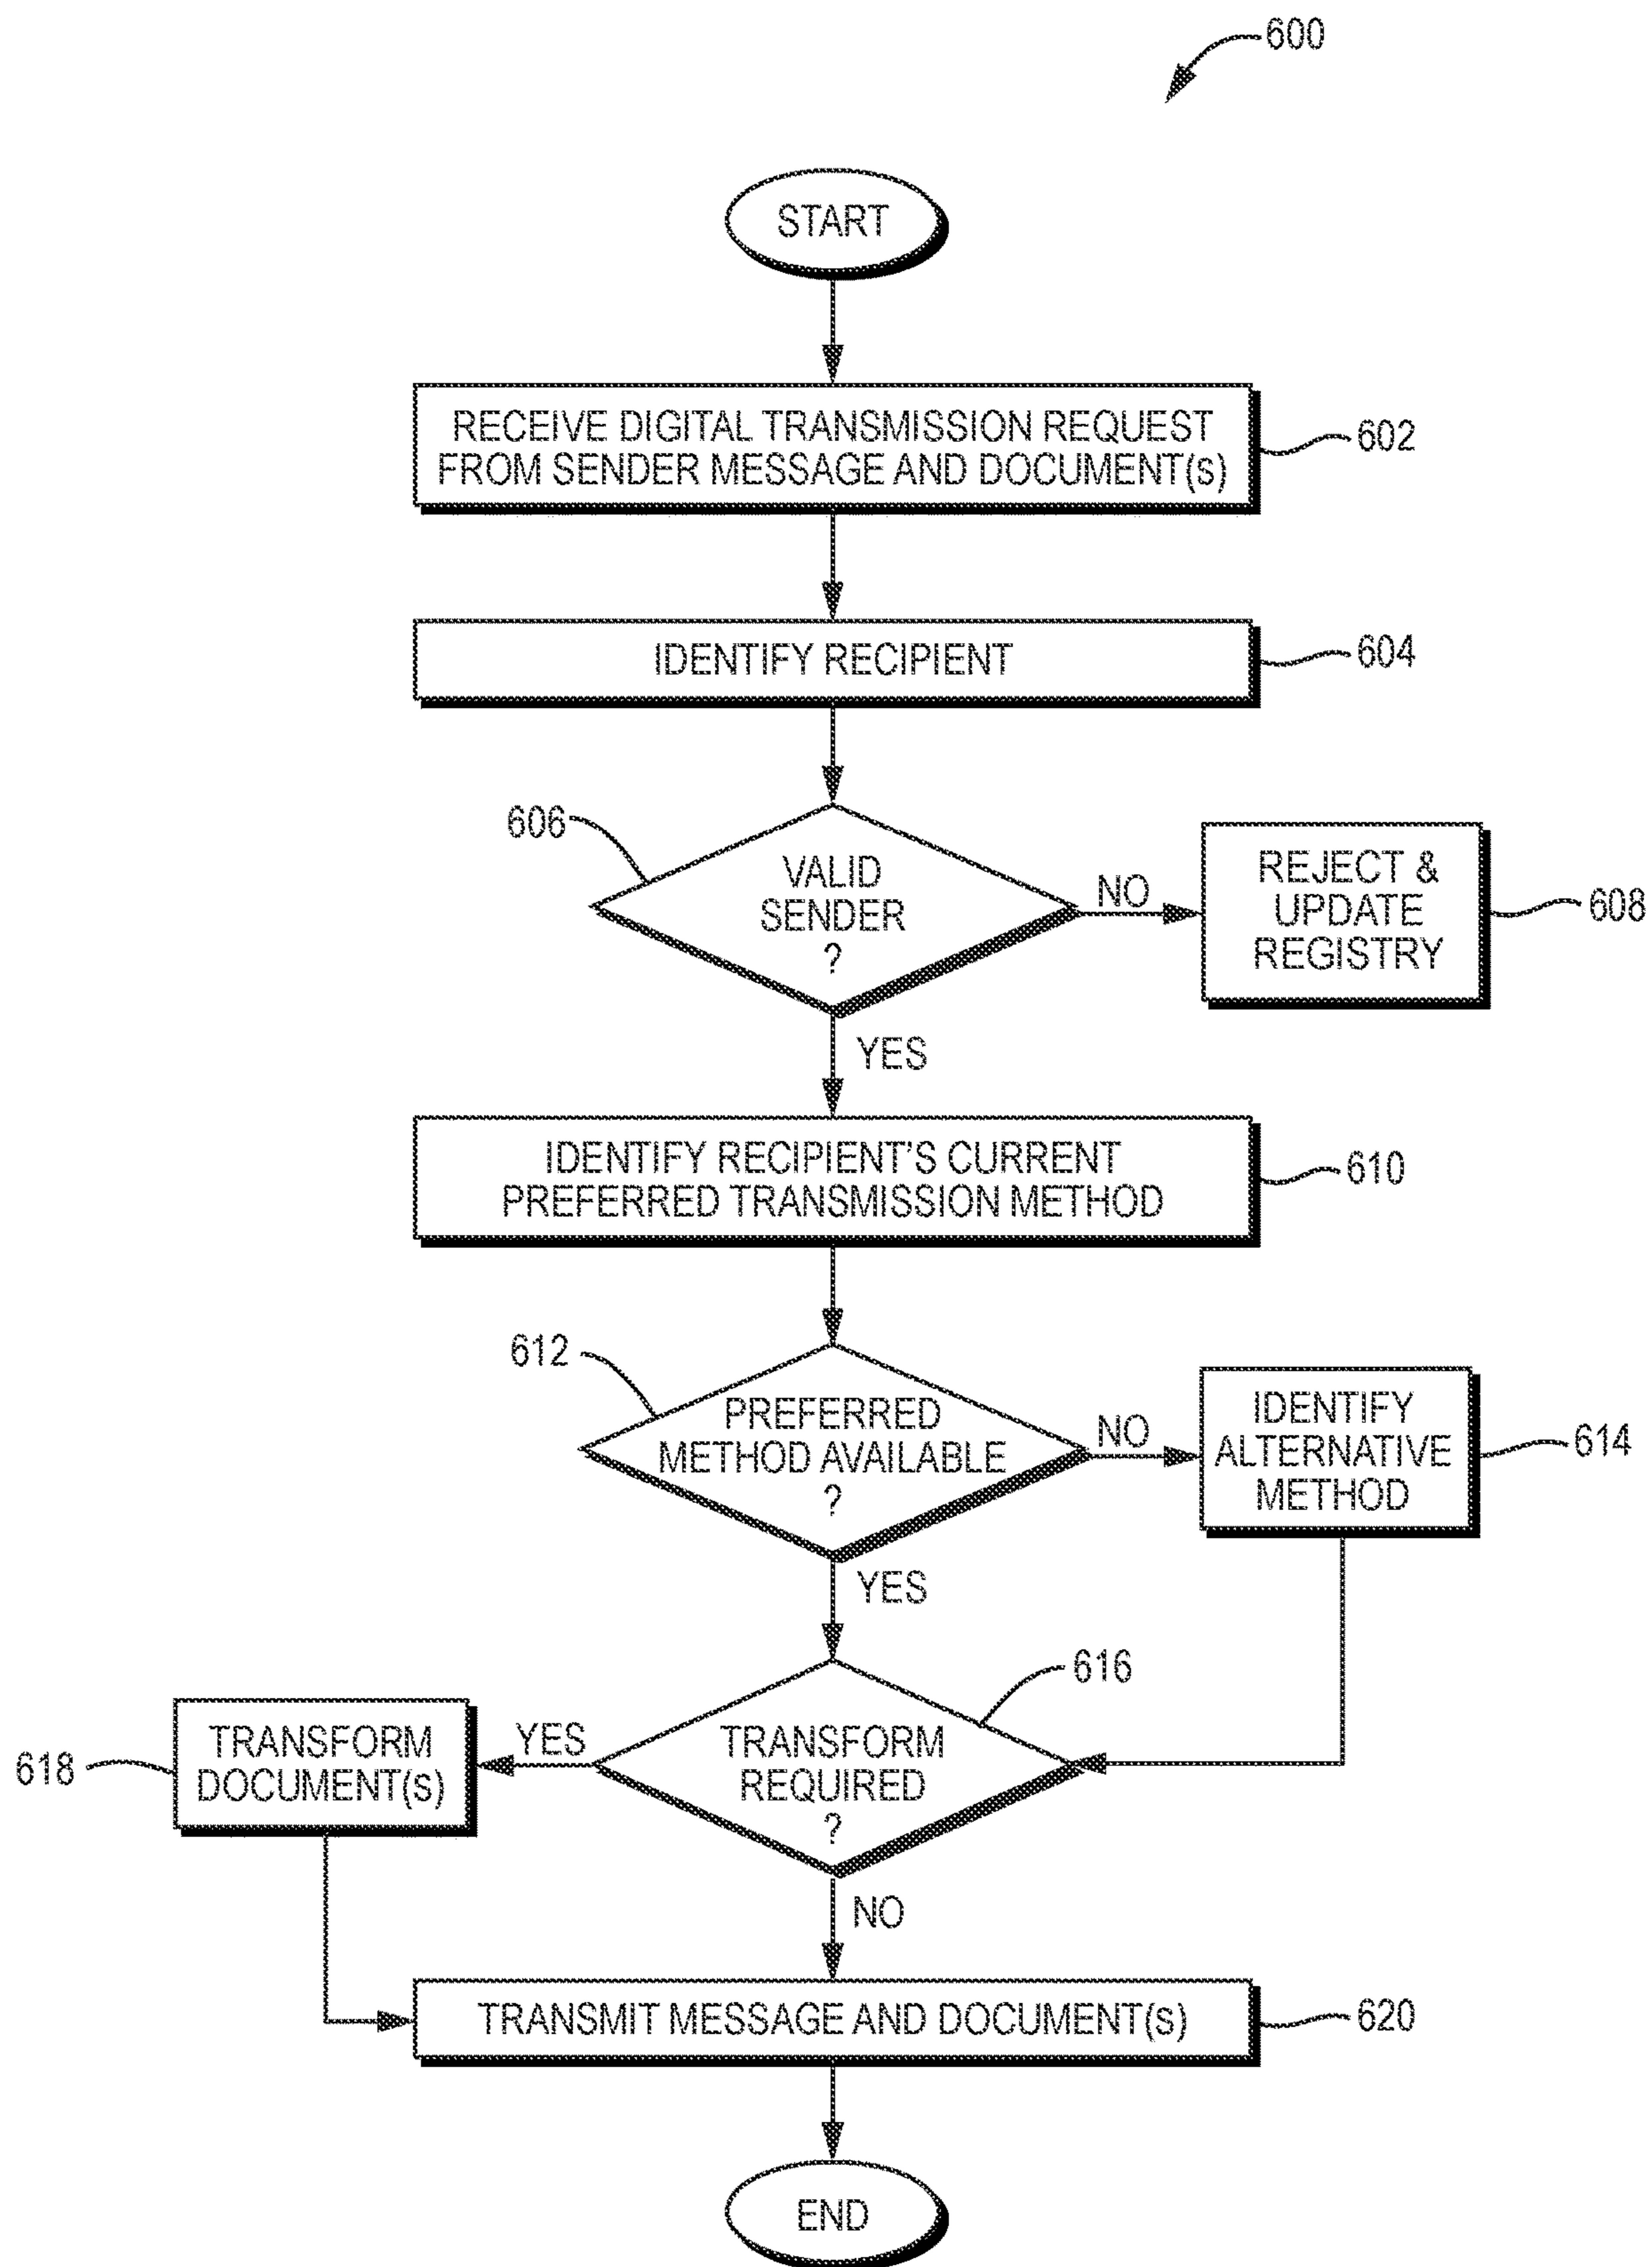 600
START
RECEIVE DIGITAL TRANSMISSION REQUEST
FROM SENDER MESSAGE AND DOCUMENT(s)
602
IDENTIFY RECIPIENT
604
606
VALID
SENDER
?
NO
REJECT &
UPDATE
REGISTRY
608
YES
IDENTIFY RECIPIENT'S CURRENT
PREFERRED TRANSMISSION METHOD
610
612
PREFERRED
METHOD AVAILABLE
?
NO
IDENTIFY
ALTERNATIVE
METHOD
614
YES
616
TRANSFORM
REQUIRED
?
YES
TRANSFORM
DOCUMENT(s)
618
NO
TRANSMIT MESSAGE AND DOCUMENT(s)
620
END